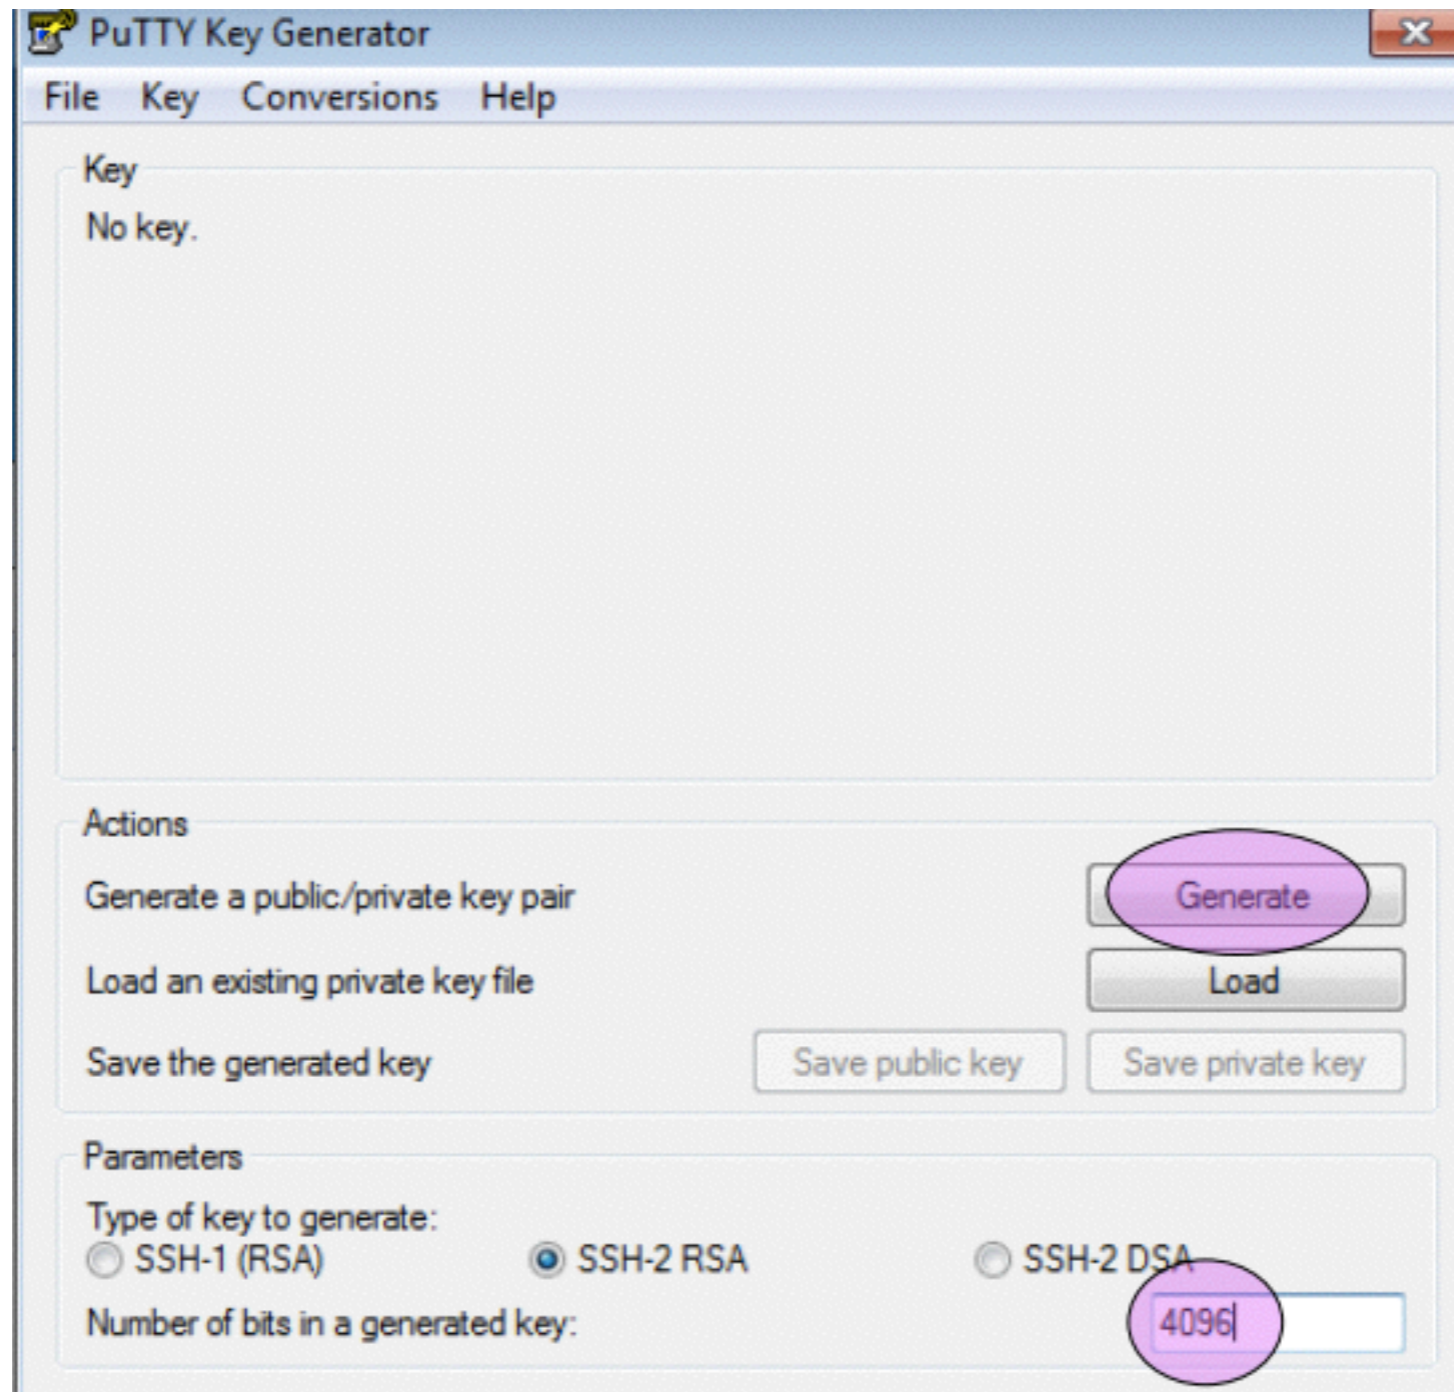 PuTTY Key Generator
File Key Conversions Help
Key
No key.
Actions
Generate a public/private key pair Generate
Load an existing private key file Load
Save the generated key Save public key Save private key
Parameters
Type of key to generate:
SSH-1 (RSA) SSH-2 RSA SSH-2 DSA
Number of bits in a generated key: 4096